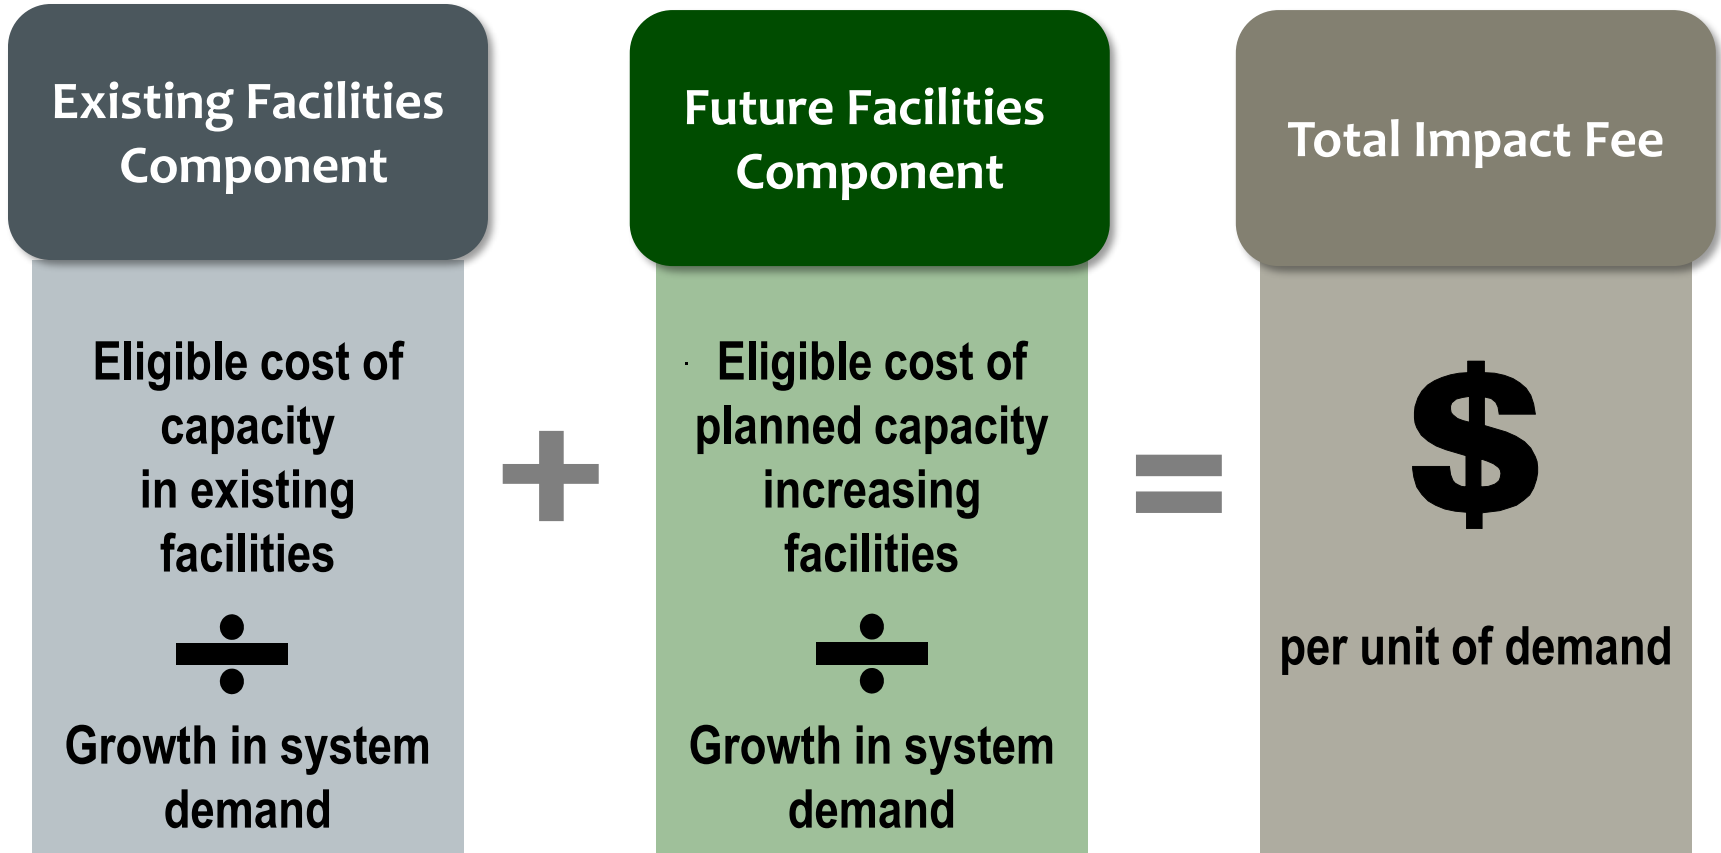 Existing Facilities
Component
Eligible cost of
capacity
in existing
facilities
÷
Growth in system
demand
+
Future Facilities
Component
Eligible cost of
planned capacity
increasing
facilities
÷
Growth in system
demand
=
Total Impact Fee
$
per unit of demand